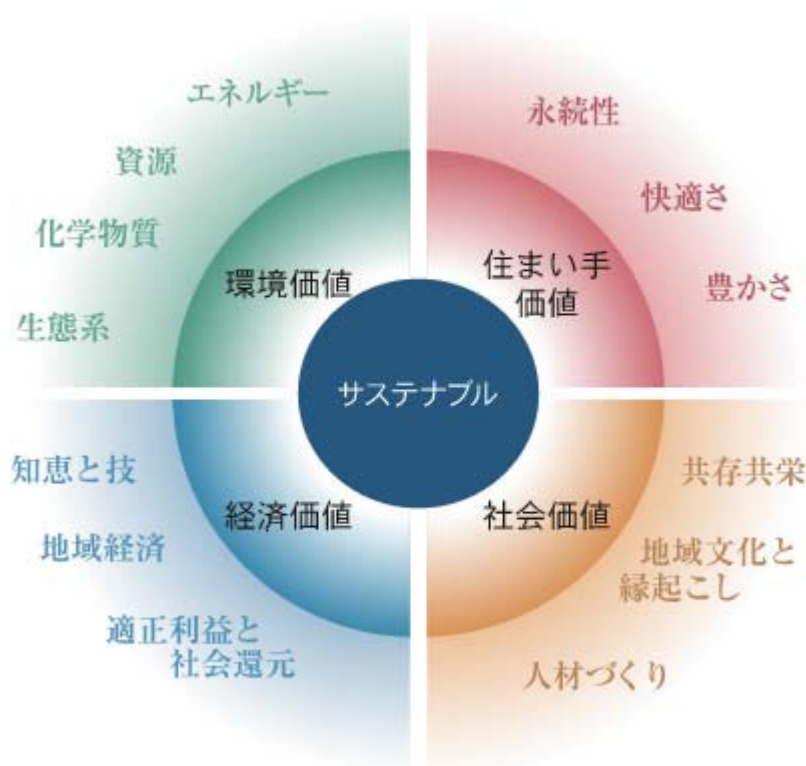 エネルギー
資源
化学物質
生態系
環境価値
永続性
快適さ
豊かさ
住まい手
価値
サステナブル
知恵と技
地域経済
適正利益と
社会還元
経済価値
共存共栄
地域文化と
縁起こし
人材づくり
社会価値